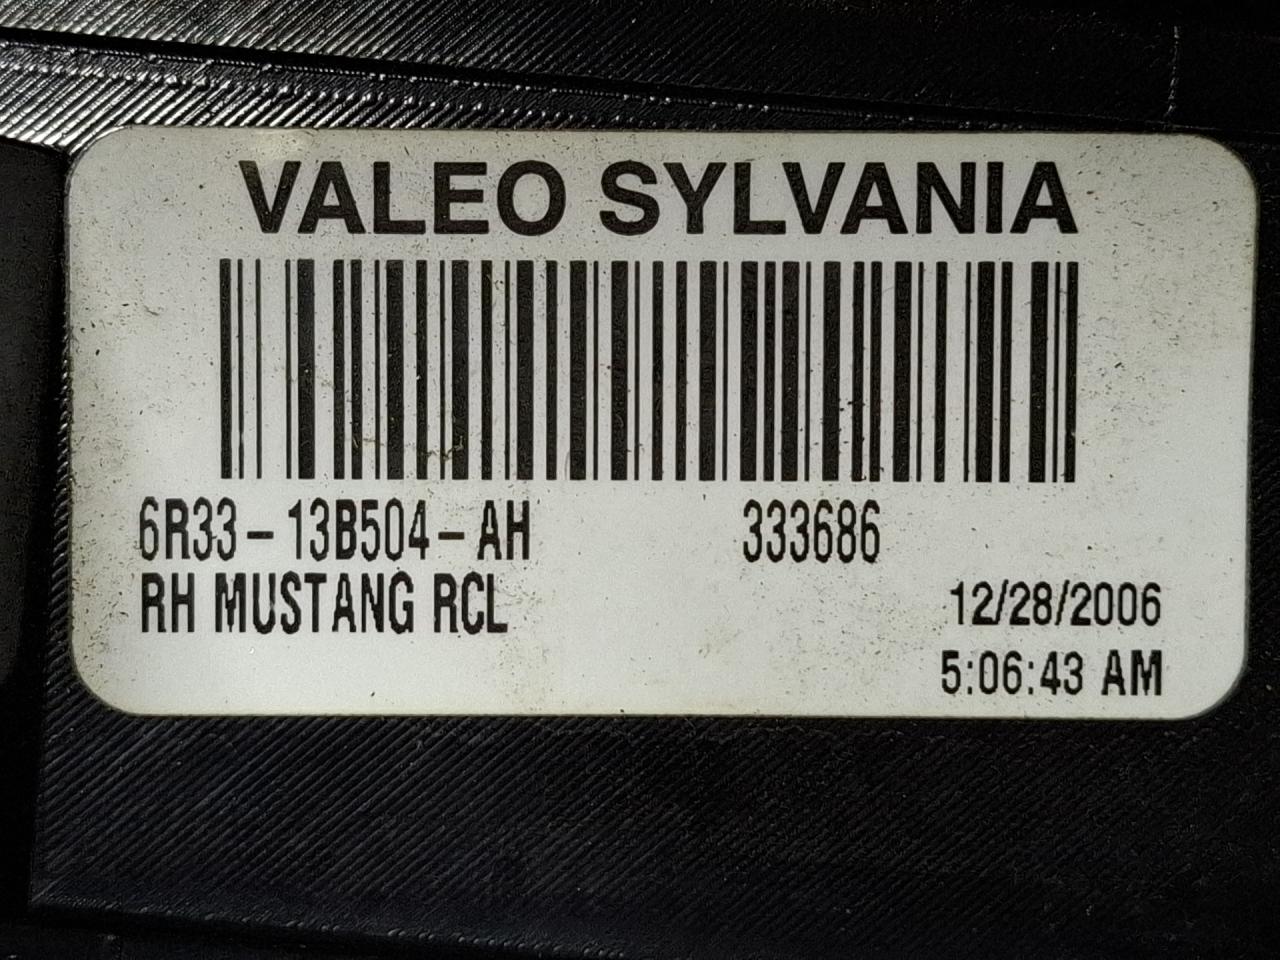 VALEO SYLVANIA
6R33-13B504-AH 333686
RH MUSTANG RCL
12/28/2006
5:06:43 AM